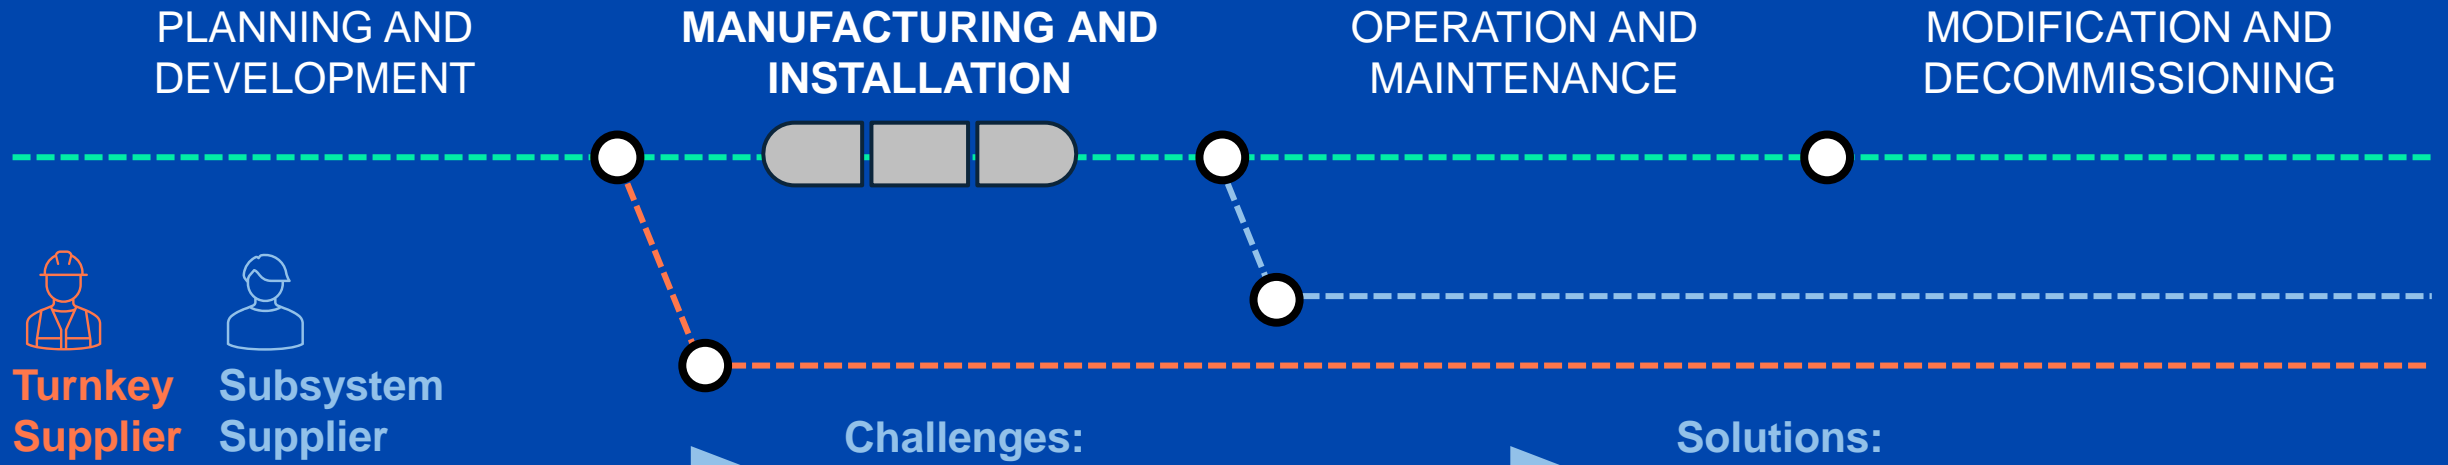 PLANNING AND
DEVELOPMENT
MANUFACTURING AND
INSTALLATION
OPERATION AND
MAINTENANCE
MODIFICATION AND
DECOMMISSIONING
Turnkey
Supplier
Subsystem
Supplier
Challenges:
Solutions: